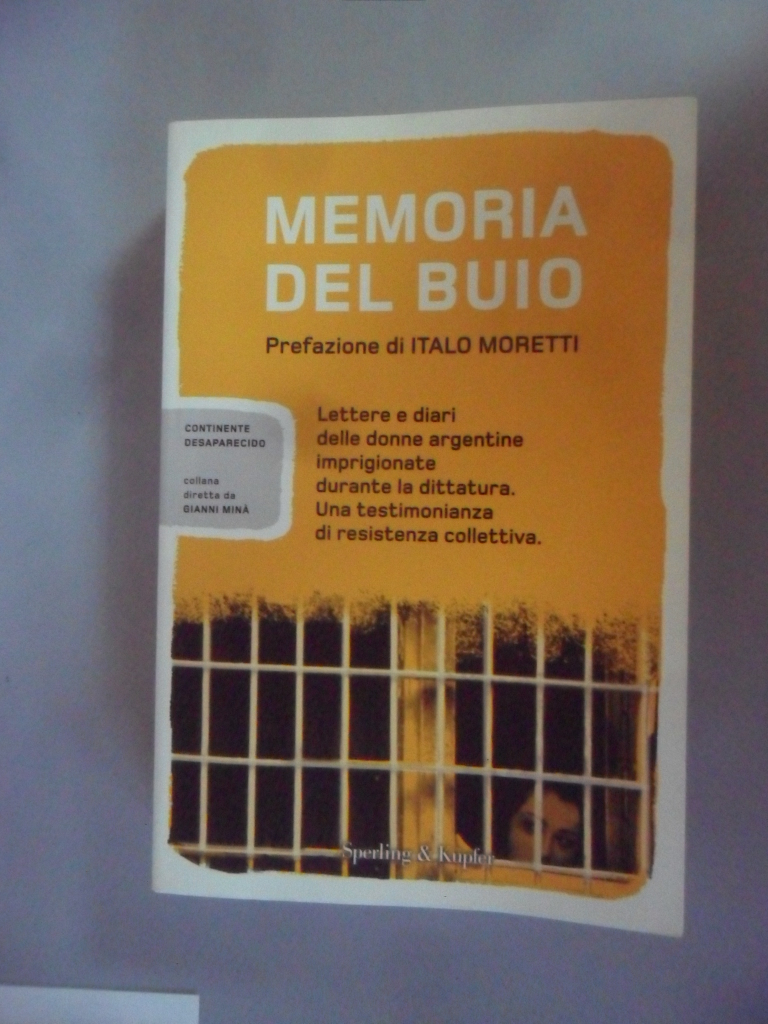 MEMORIA
DEL BUIO
Prefazione di ITALO MORETTI
Lettere e diari
delle donne argentine
imprigionate
durante la dittatura.
Una testimonianza
di resistenza collettiva.
CONTINENTE
DESAPARECIDO
collana
diretta da
GIANNI MINÀ
Sperling & Kupfer